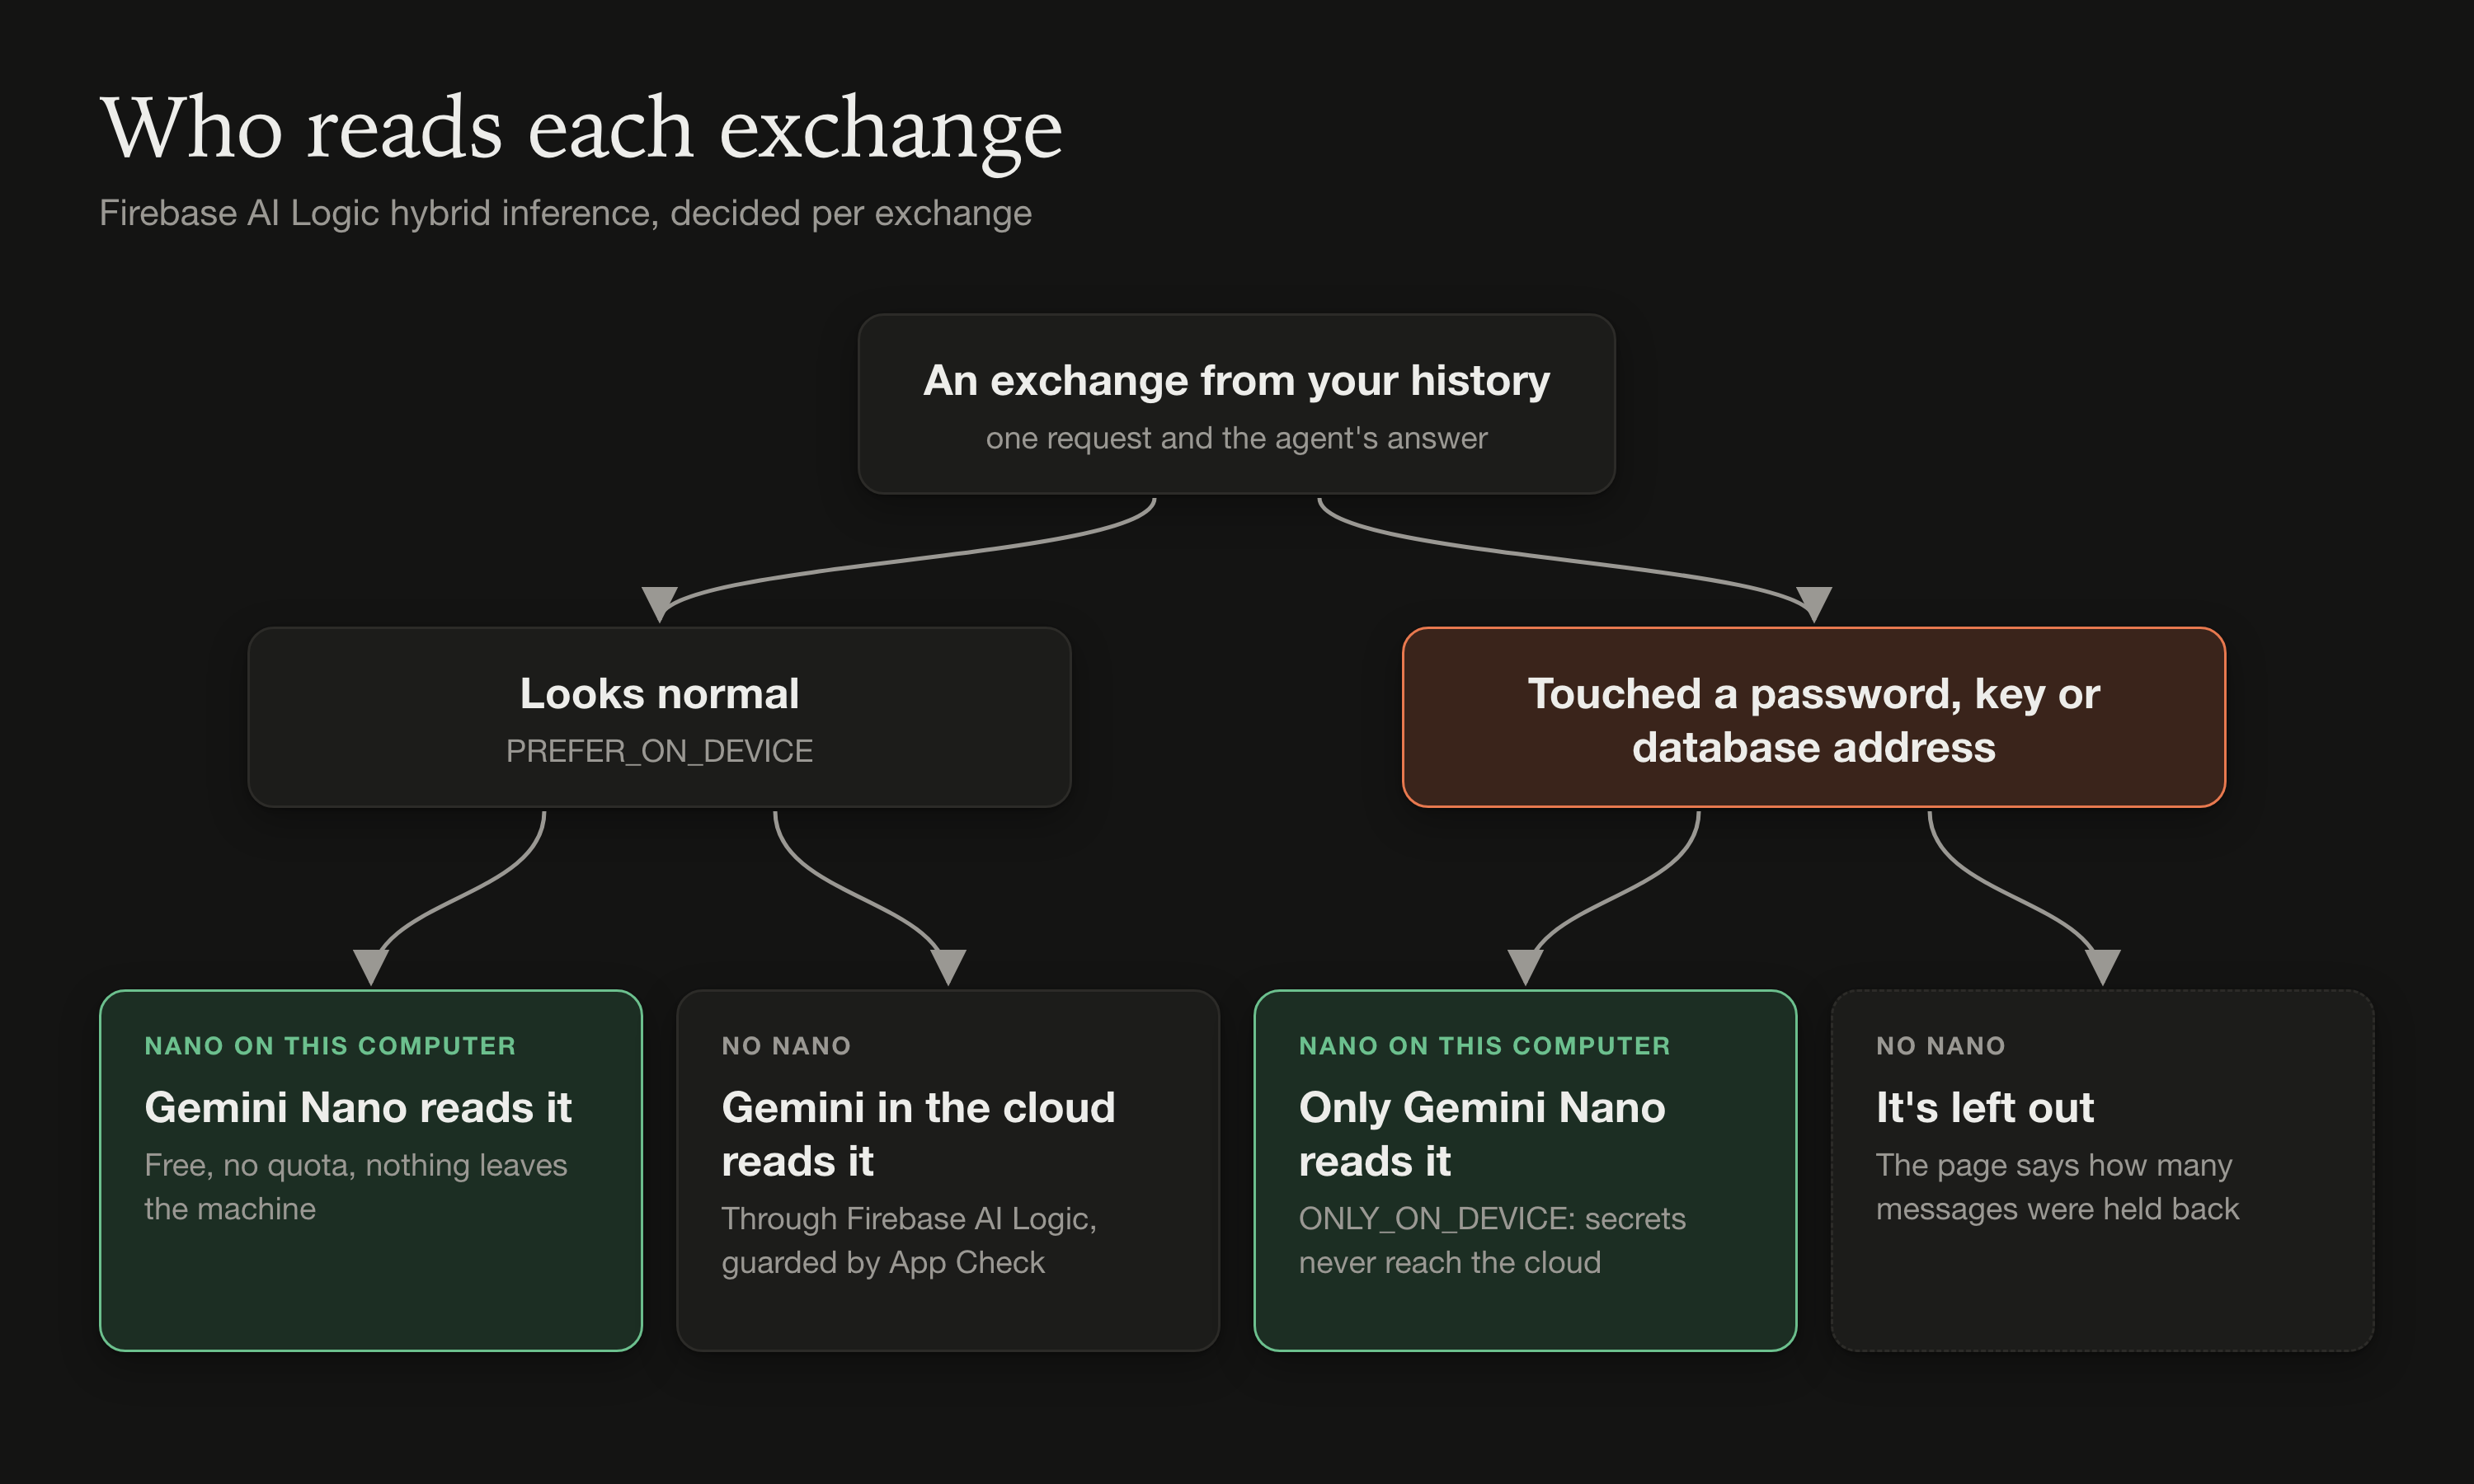 Who reads each exchange
Firebase AI Logic hybrid inference, decided per exchange
An exchange from your history
one request and the agent's answer
Looks normal
PREFER_ON_DEVICE
Touched a password, key or
database address
NANO ON THIS COMPUTER
Gemini Nano reads it
Free, no quota, nothing leaves
the machine
NO NANO
Gemini in the cloud
reads it
Through Firebase AI Logic,
guarded by App Check
NANO ON THIS COMPUTER
Only Gemini Nano
reads it
ONLY_ON_DEVICE: secrets
never reach the cloud
NO NANO
It's left out
The page says how many
messages were held back